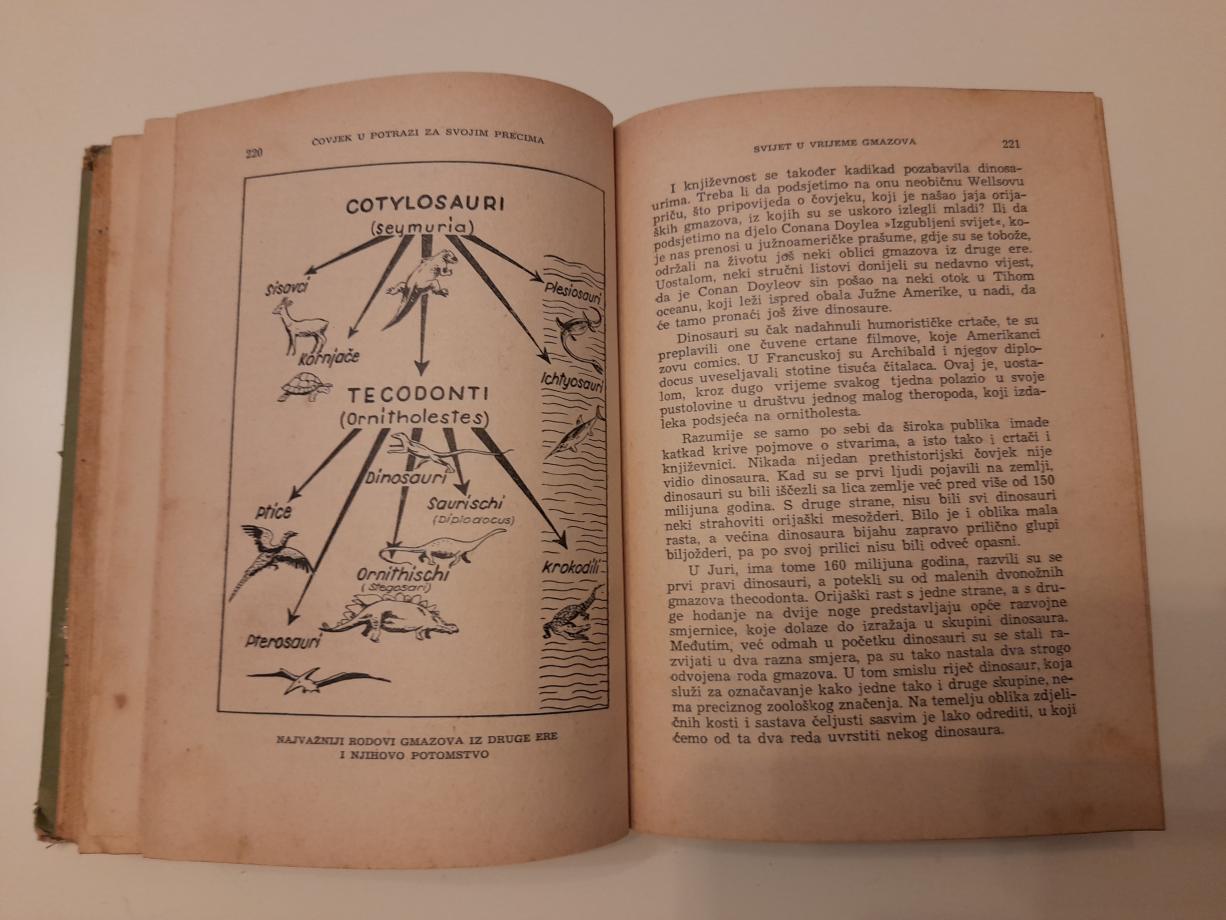 220
ČOVJEK U POTRAZI ZA SVOJIM PRECIMA
COTYLOSAURI
(seymuria)
Sisavci
Kornjače
Plesiosauri
Ichtyosauri
TECODONTI
(Ornitholestes)
Dinosauri
Saurischi
(Diplodocus)
Ptice
Ornithischi
(Stegosari)
Krokodili
Pterosauri
NAJVAŽNIJI RODOVI GMAZOVA IZ DRUGE ERE
I NJIHOVO POTOMSTVO
SVIJET U VRIJEME GMAZOVA
221
I književnost se također kadikad pozabavila dinosa-
urima. Treba li da podsjetimo na onu neobičnu Wellsovu
priču, što pripovijeda o čovjeku, koji je našao jaja orija-
ških gmazova, iz kojih su se uskoro izlegli mladi? Ili da
podsjetimo na djelo Conana Doylea »Izgubljeni svijet«, ko-
je nas prenosi u južnoameričke prašume, gdje su se tobože,
održali na životu još neki oblici gmazova iz druge ere.
Uostalom, neki stručni listovi donijeli su nedavno vijest,
da je Conan Doyleov sin pošao na neki otok u Tihom
oceanu, koji leži ispred obala Južne Amerike, u nadi, da
će tamo pronaći još žive dinosaure.
Dinosauri su čak nadahnuli humorističke crtače, te su
preplavili one čuvene crtane filmove, koje Amerikanci
zovu comics. U Francuskoj su Archibald i njegov diplo-
docus uveseljavali stotine tisuća čitalaca. Ovaj je, uosta-
lom, kroz dugo vrijeme svakog tjedna polazio u svoje
pustolovine u društvu jednog malog theropoda, koji izda-
leka podsjeća na ornitholesta.
Razumije se samo po sebi da široka publika imade
katkad krive pojmove o stvarima, a isto tako i crtači i
književnici. Nikada nijedan prethistorijski čovjek nije
vidio dinosaura. Kad su se prvi ljudi pojavili na zemlji,
dinosauri su bili iščezli sa lica zemlje već pred više od 150
milijuna godina. S druge strane, nisu bili svi dinosauri
neki strahoviti orijaški mesožderi. Bilo je i oblika mala
rasta, a većina dinosaura bijahu zapravo prilično glupi
biljožderi, pa po svoj prilici nisu bili odveć opasni.
U Juri, ima tome 160 milijuna godina, razvili su se
prvi pravi dinosauri, a potekli su od malenih dvonožnih
gmazova thecodonta. Orijaški rast s jedne strane, a s dru-
ge hodanje na dvije noge predstavljaju opće razvojne
smjernice, koje dolaze do izražaja u skupini dinosaura.
Međutim, već odmah u početku dinosauri su se stali ra-
zvijati u dva razna smjera, pa su tako nastala dva strogo
odvojena roda gmazova. U tom smislu riječ dinosaur, koja
služi za označavanje kako jedne tako i druge skupine, ne-
ma preciznog zoološkog značenja. Na temelju oblika zdjeli-
čnih kosti i sastava čeljusti sasvim je lako odrediti, u koji
ćemo od ta dva reda uvrstiti nekog dinosaura.